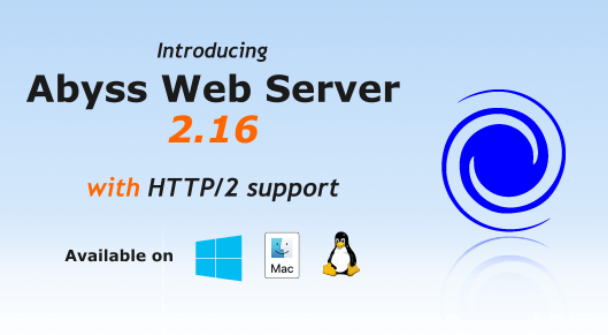 Introducing
Abyss Web Server
2.16
with HTTP/2 support
Available on
Mac